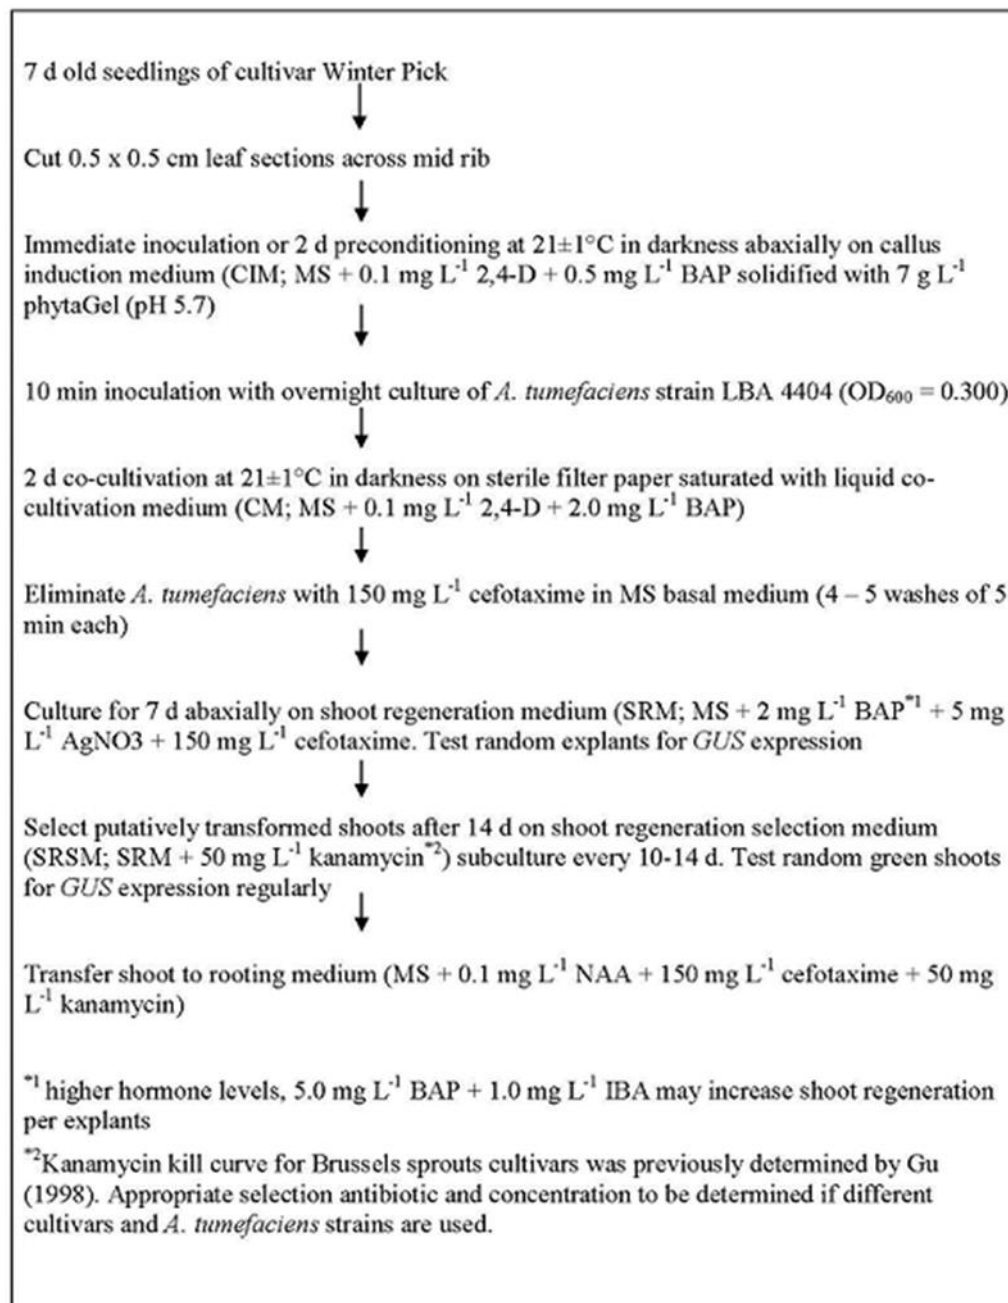 7 d old seedlings of cultivar Winter Pick
Cut 0.5 x 0.5 cm leaf sections across mid rib
Immediate inoculation or 2 d preconditioning at 21±1°C in darkness abaxially on callus
induction medium (CIM; MS + 0.1 mg L⁻¹ 2,4-D + 0.5 mg L⁻¹ BAP solidified with 7 g L⁻¹
phytaGel (pH 5.7)
10 min inoculation with overnight culture of A. tumefaciens strain LBA 4404 (OD₆₀₀ = 0.300)
2 d co-cultivation at 21±1°C in darkness on sterile filter paper saturated with liquid co-
cultivation medium (CM; MS + 0.1 mg L⁻¹ 2,4-D + 2.0 mg L⁻¹ BAP)
Eliminate A. tumefaciens with 150 mg L⁻¹ cefotaxime in MS basal medium (4 – 5 washes of 5
min each)
Culture for 7 d abaxially on shoot regeneration medium (SRM; MS + 2 mg L⁻¹ BAP*¹ + 5 mg
L⁻¹ AgNO3 + 150 mg L⁻¹ cefotaxime. Test random explants for GUS expression
Select putatively transformed shoots after 14 d on shoot regeneration selection medium
(SRSM; SRM + 50 mg L⁻¹ kanamycin*²) subculture every 10-14 d. Test random green shoots
for GUS expression regularly
Transfer shoot to rooting medium (MS + 0.1 mg L⁻¹ NAA + 150 mg L⁻¹ cefotaxime + 50 mg
L⁻¹ kanamycin)
*¹ higher hormone levels, 5.0 mg L⁻¹ BAP + 1.0 mg L⁻¹ IBA may increase shoot regeneration
per explants
*²Kanamycin kill curve for Brussels sprouts cultivars was previously determined by Gu
(1998). Appropriate selection antibiotic and concentration to be determined if different
cultivars and A. tumefaciens strains are used.